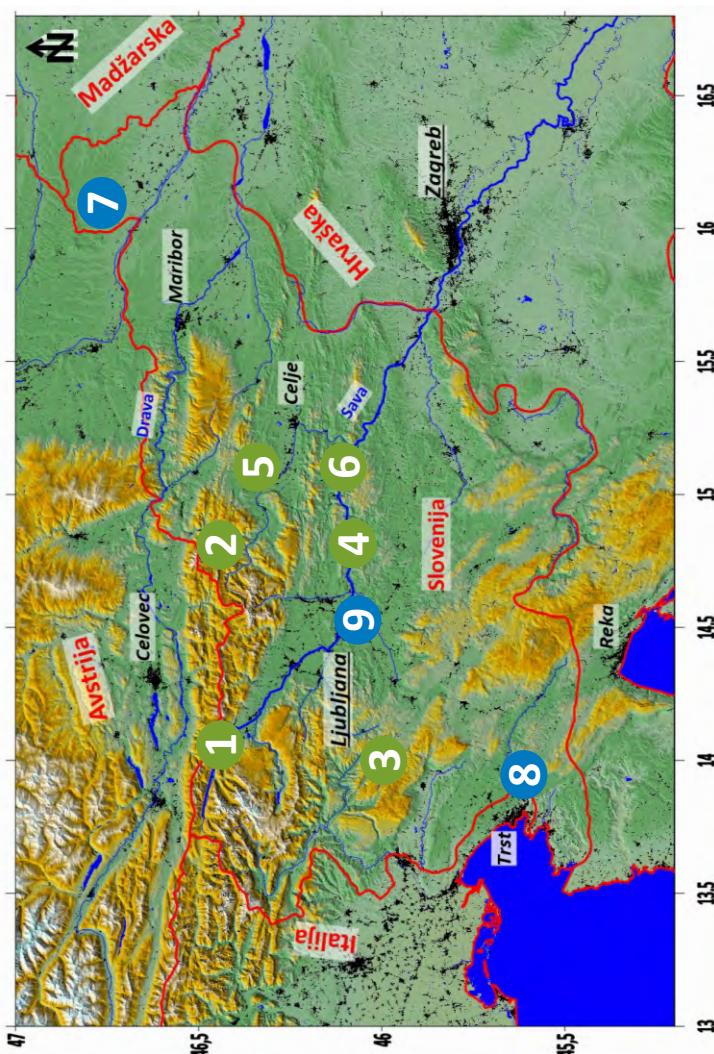 47
N
Avstrija
Madžarska
7
Celovec
Drava
Maribor
46.5
1
2
5
Celje
Italija
Ljubljana
6
Hrvaška
Sava
4
9
3
46
Slovenija
Zagreb
Trst
8
45.5
Reka
13
13.5
14
14.5
15
15.5
16
16.5